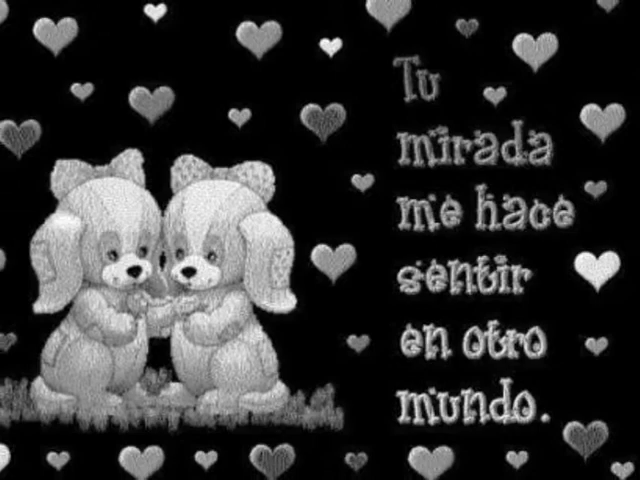 Tu
mirada
me hace
sentir
en otro
mundo.